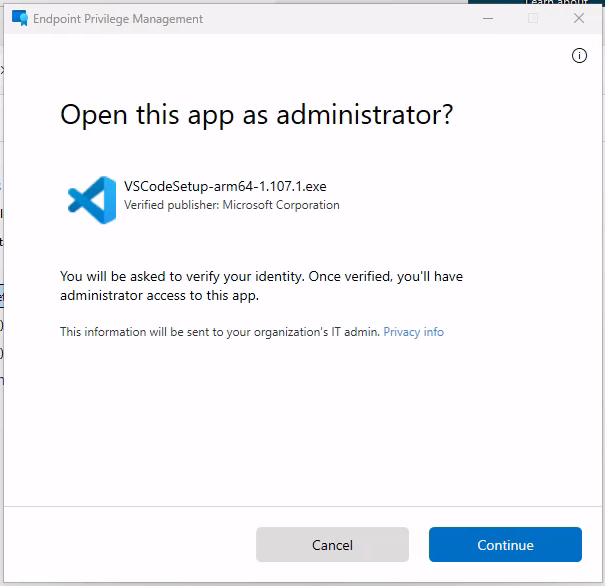 Endpoint Privilege Management
Open this app as administrator?
VSCodeSetup-arm64-1.107.1.exe
Verified publisher: Microsoft Corporation
You will be asked to verify your identity. Once verified, you'll have
administrator access to this app.
This information will be sent to your organization's IT admin. Privacy info
Cancel
Continue